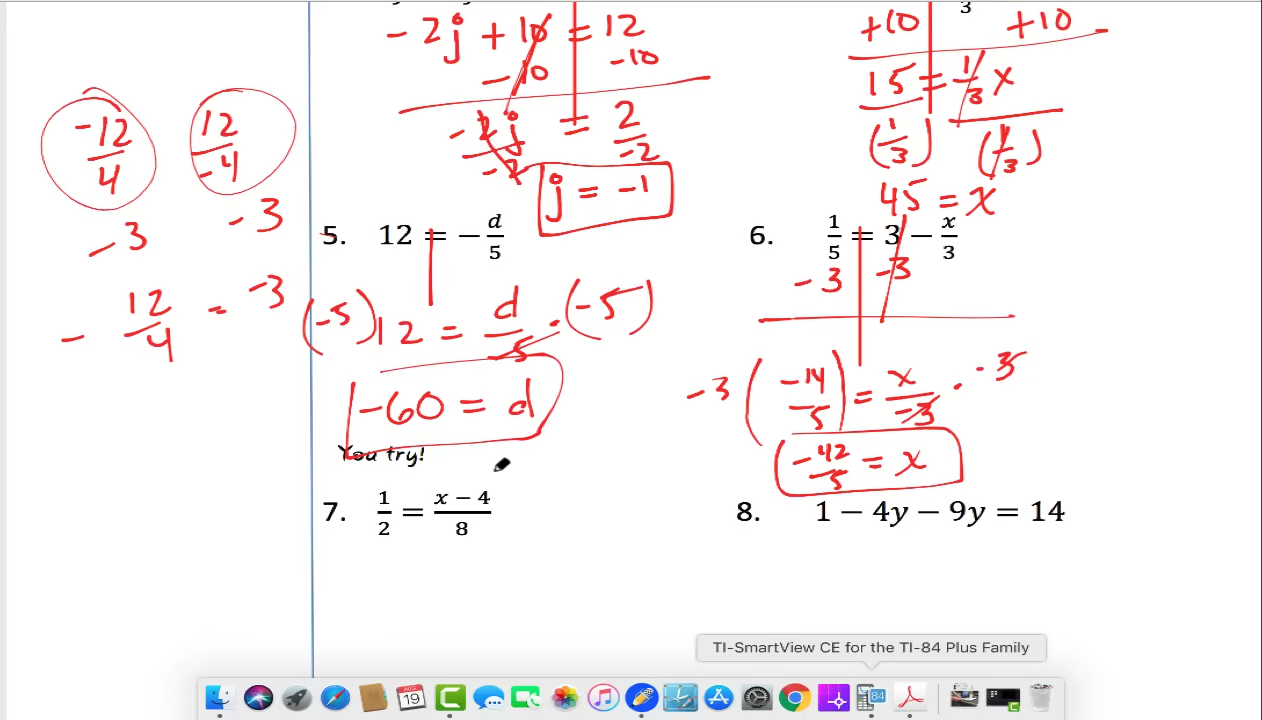 - 2j + 10 = 12
- 10 -10
-2j = 2
-2 -2
j = -1
3
+10 +10
15 = 1/3 x
(1/3) (1/3)
45 = x
-12/4 12/-4
-3 -3
- 12/4 = -3
5. 12 = - d/5
(-5) 12 = d/-5 · (-5)
-60 = d
6. 1/5 = 3 - x/3
-3 -3
-3 (-14/5) = x/-3 · -3
-42/-5 = x
You try!
7. 1/2 = x - 4/8
8. 1 − 4y − 9y = 14
TI-SmartView CE for the TI-84 Plus Family
AUG
19
84